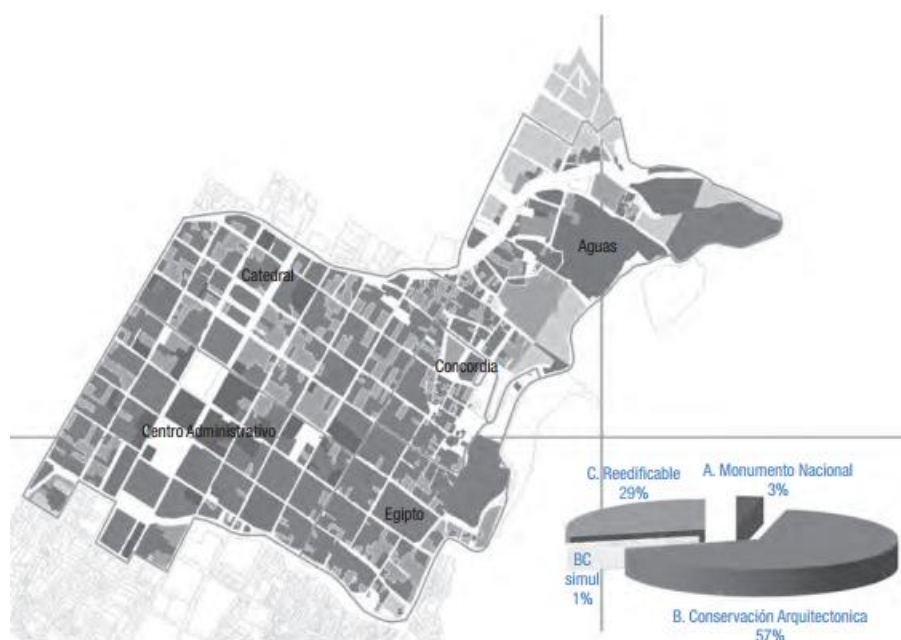 Aguas
Catedral
Concordia
Centro Administrativo
Egipto
C. Reedificable
29%
A. Monumento Nacional
3%
BC
simul
1%
B. Conservación Arquitectonica
57%